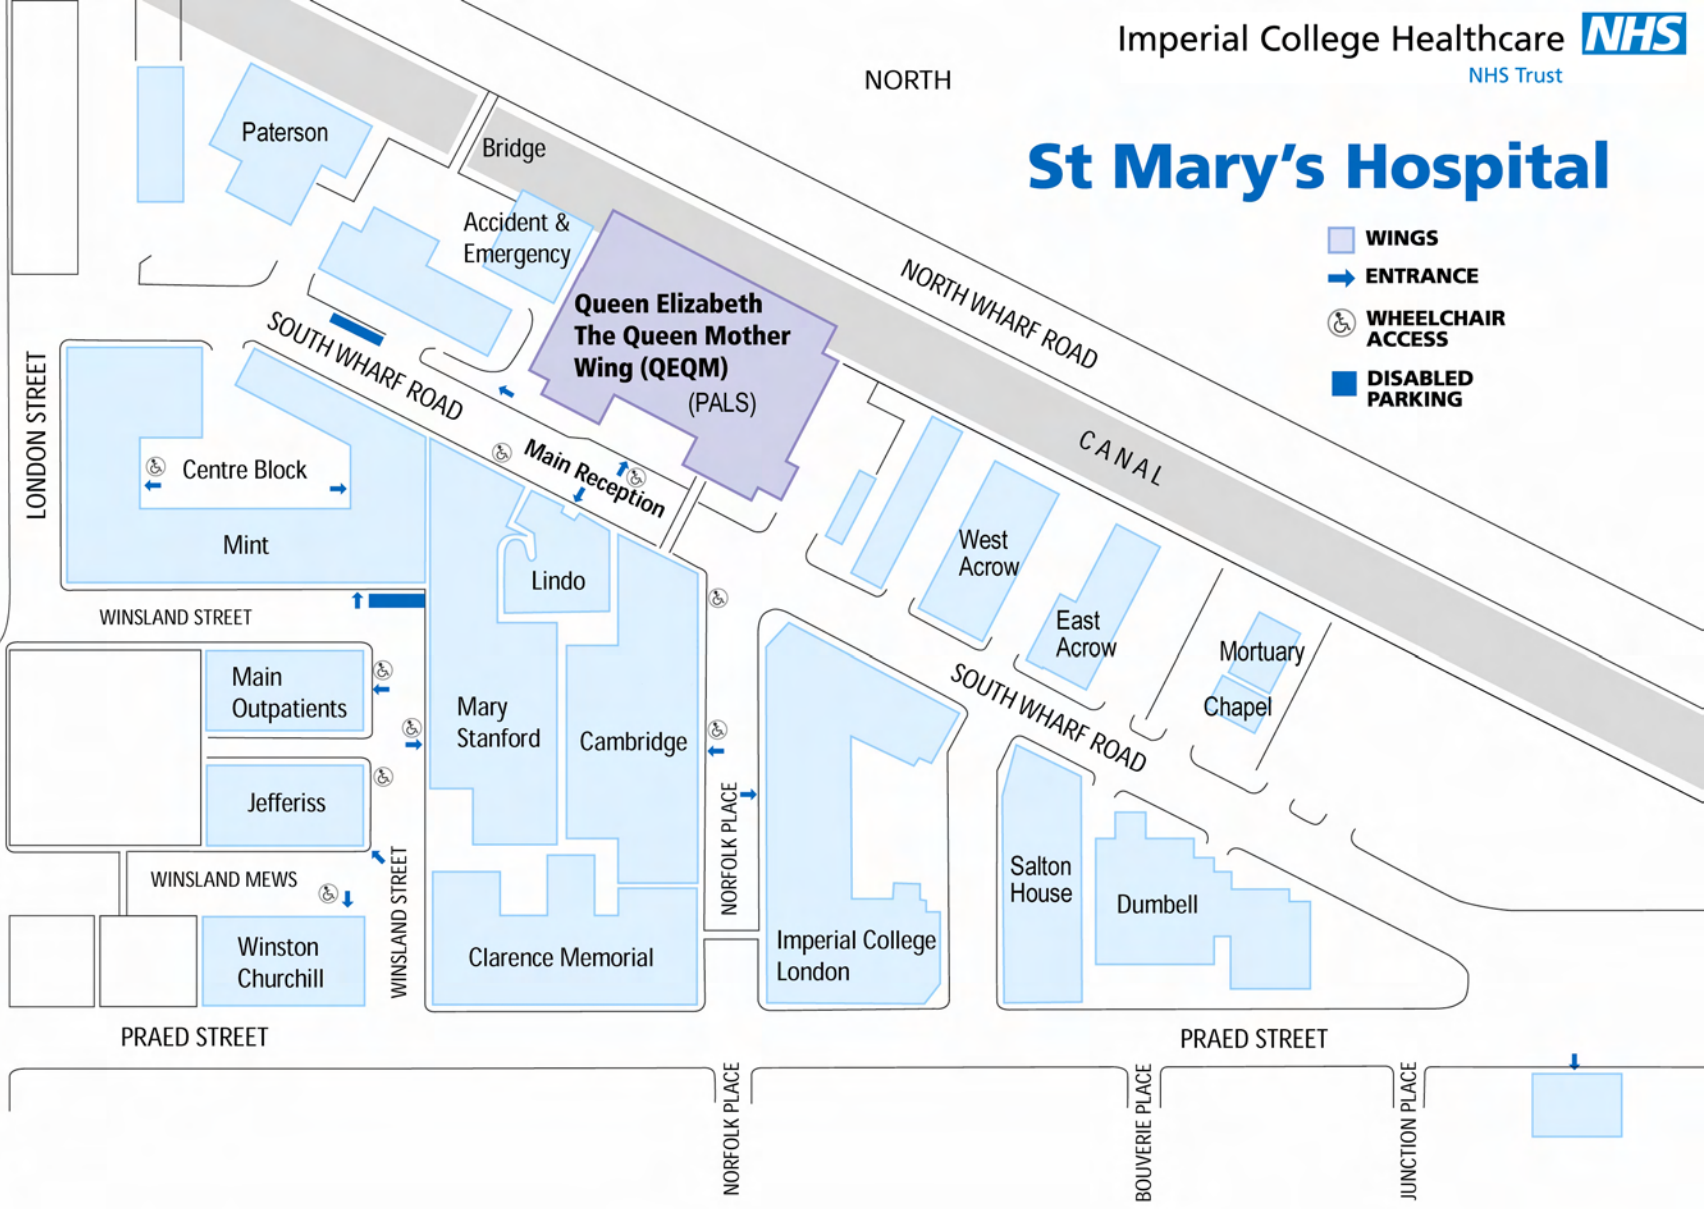 Imperial College Healthcare NHS
NHS Trust
NORTH
St Mary's Hospital
WINGS
ENTRANCE
WHEELCHAIR
ACCESS
DISABLED
PARKING
Paterson
Bridge
Accident &
Emergency
Queen Elizabeth
The Queen Mother
Wing (QEQM)
(PALS)
NORTH WHARF ROAD
CANAL
SOUTH WHARF ROAD
LONDON STREET
Centre Block
Mint
Main Reception
Lindo
West
Acrow
East
Acrow
Mortuary
Chapel
WINSLAND STREET
Main
Outpatients
Mary
Stanford
Cambridge
SOUTH WHARF ROAD
Jefferiss
NORFOLK PLACE
WINSLAND MEWS
WINSLAND STREET
Winston
Churchill
Clarence Memorial
Imperial College
London
Salton
House
Dumbell
PRAED STREET
PRAED STREET
NORFOLK PLACE
BOUVERIE PLACE
JUNCTION PLACE